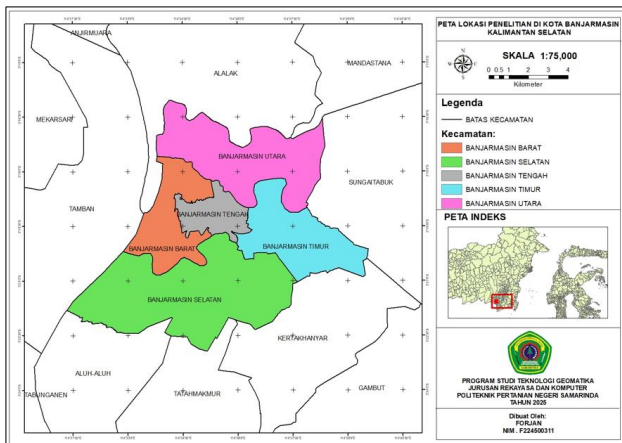 PETA LOKASI PENELITIAN DI KOTA BANJARMASIN
KALIMANTAN SELATAN
SKALA 1:75,000
0 0.5 1 2 3 4
Kilometer
Legenda
BATAS KECAMATAN
Kecamatan:
BANJARMASIN BARAT
BANJARMASIN SELATAN
BANJARMASIN TENGAH
BANJARMASIN TIMUR
BANJARMASIN UTARA
PETA INDEKS
PROGRAM STUDI TEKNOLOGI GEOMATIKA
JURUSAN REKAYASA DAN KOMPUTER
POLITEKNIK PERTANIAN NEGERI SAMARINDA
TAHUN 2025
Dibuat Oleh:
FORJAN
NIM . F224500311
ANJIRMUARA
ALALAK
MANDASTANA
MEKARSARI
BANJARMASIN UTARA
SUNGAITABUK
TAMBAN
BANJARMASIN TENGAH
BANJARMASIN BARAT
BANJARMASIN TIMUR
BANJARMASIN SELATAN
KERTAKHANYAR
ALUH-ALUH
TABUNGANEN
TATAHMAKMUR
GAMBUT